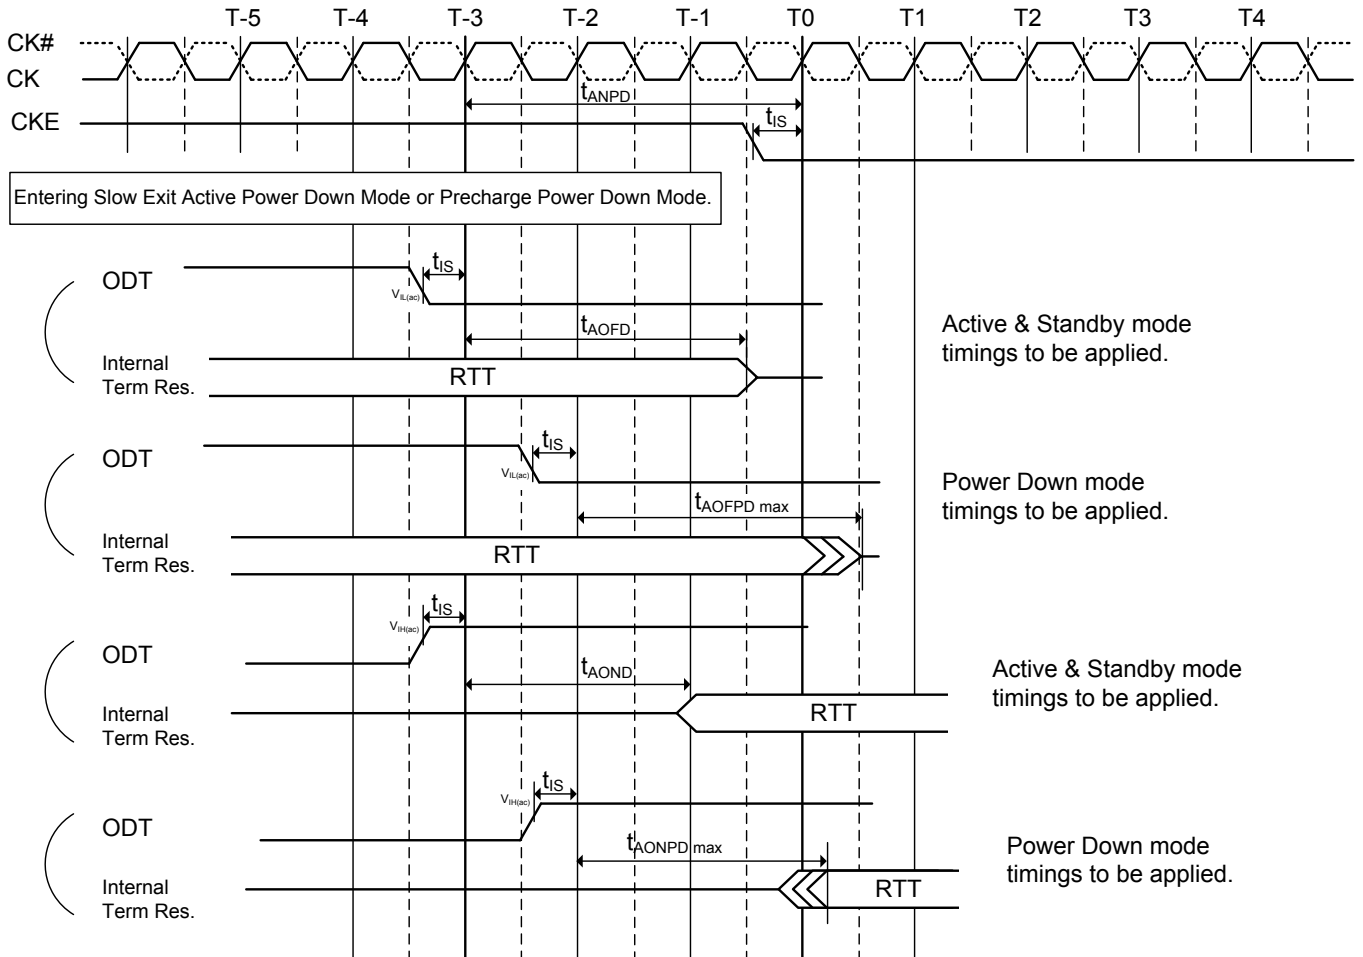 T-5 T-4 T-3 T-2 T-1 T0 T1 T2 T3 T4
CK#
CK
tANPD
CKE
tIS
Entering Slow Exit Active Power Down Mode or Precharge Power Down Mode.
ODT
tIS
VIL(ac)
tAOFD
Internal
Term Res.
RTT
Active & Standby mode
timings to be applied.
ODT
tIS
VIL(ac)
tAOFPD max
Internal
Term Res.
RTT
Power Down mode
timings to be applied.
tIS
VIH(ac)
ODT
tAOND
Internal
Term Res.
RTT
Active & Standby mode
timings to be applied.
tIS
VIH(ac)
ODT
tAONPD max
Internal
Term Res.
RTT
Power Down mode
timings to be applied.